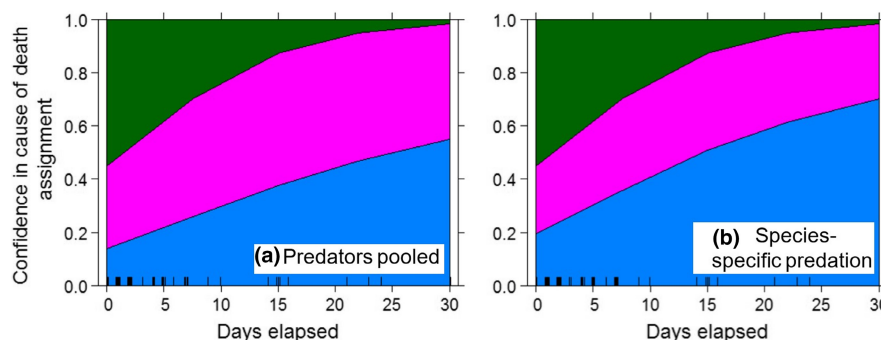 Confidence in cause of death
assignment
1.0
0.8
0.6
0.4
0.2
0.0
(a) Predators pooled
0 5 10 15 20 25 30
Days elapsed
1.0
0.8
0.6
0.4
0.2
0.0
(b) Species-
specific predation
0 5 10 15 20 25 30
Days elapsed